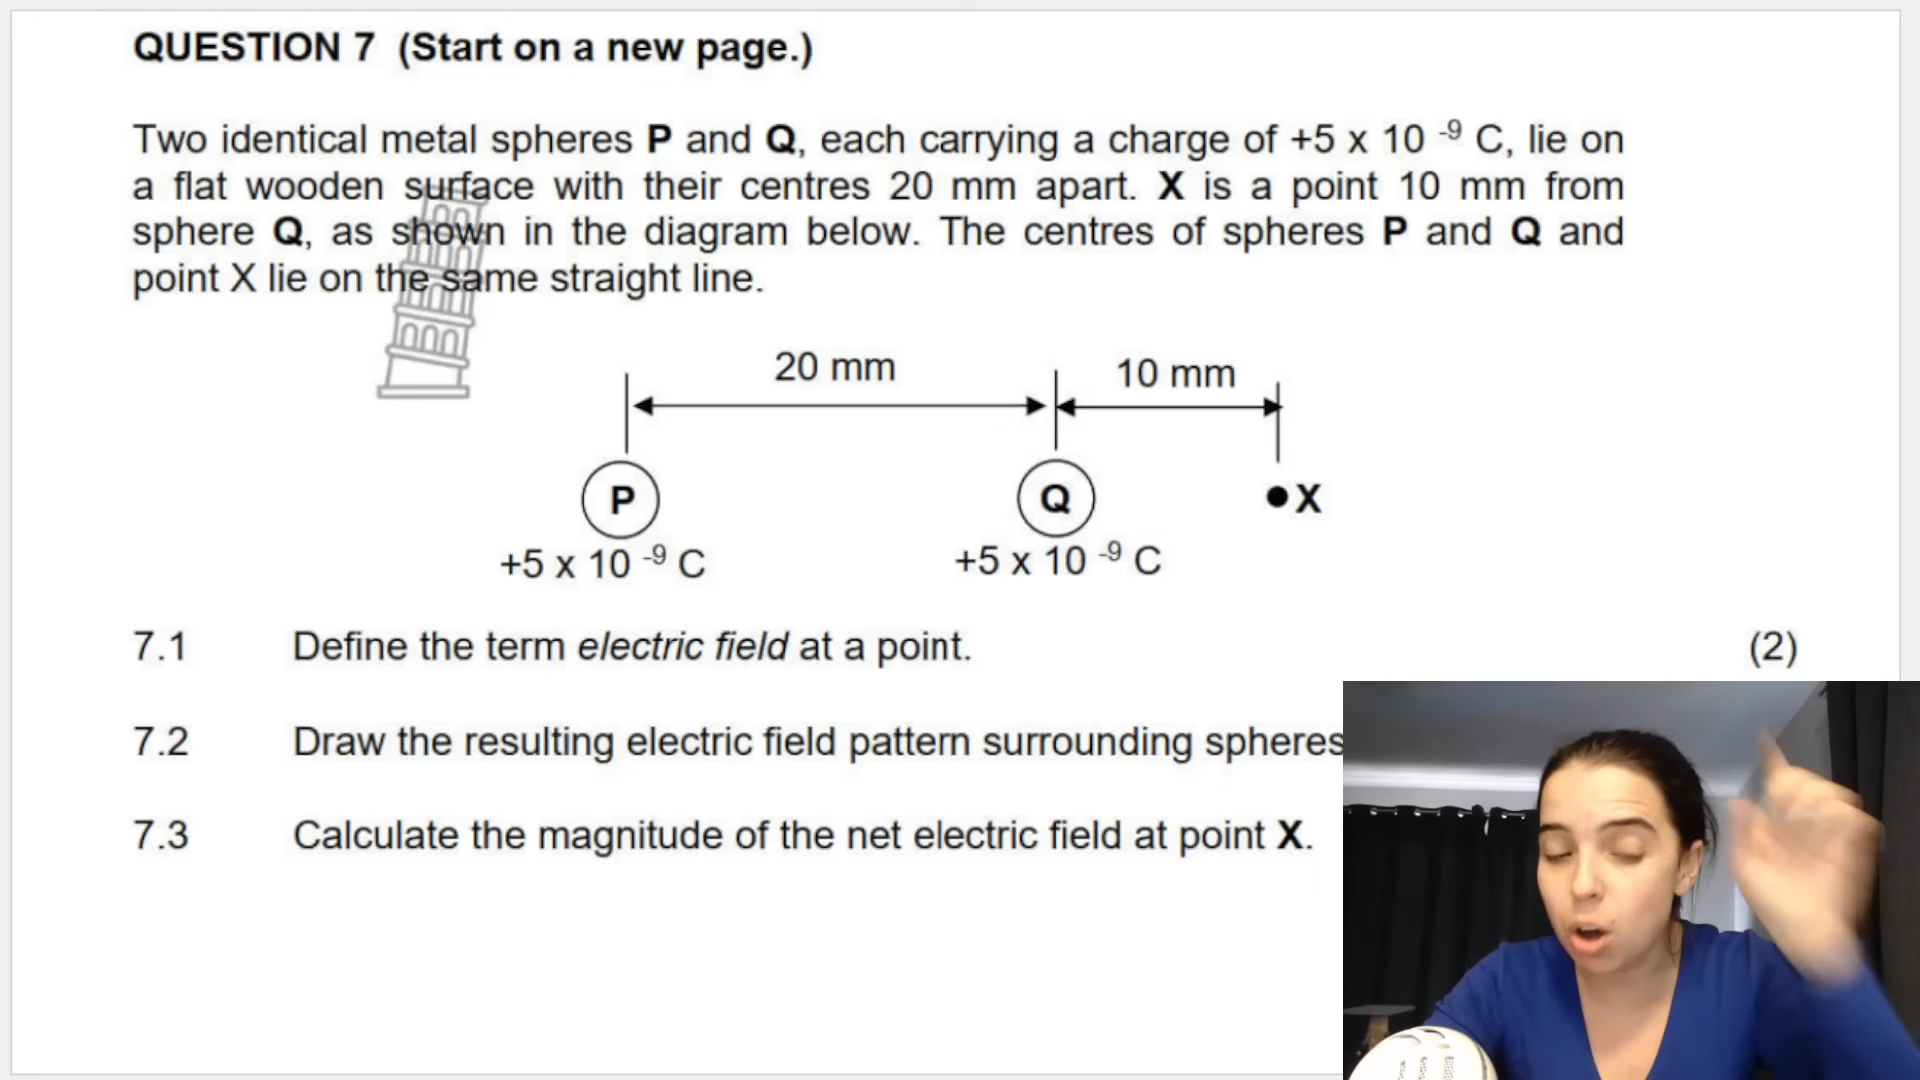 QUESTION 7 (Start on a new page.)
Two identical metal spheres P and Q, each carrying a charge of +5 x 10 -9 C, lie on
a flat wooden surface with their centres 20 mm apart. X is a point 10 mm from
sphere Q, as shown in the diagram below. The centres of spheres P and Q and
point X lie on the same straight line.
20 mm
10 mm
P
Q
X
+5 x 10 -9 C
+5 x 10 -9 C
7.1 Define the term electric field at a point. (2)
7.2 Draw the resulting electric field pattern surrounding spheres
7.3 Calculate the magnitude of the net electric field at point X.